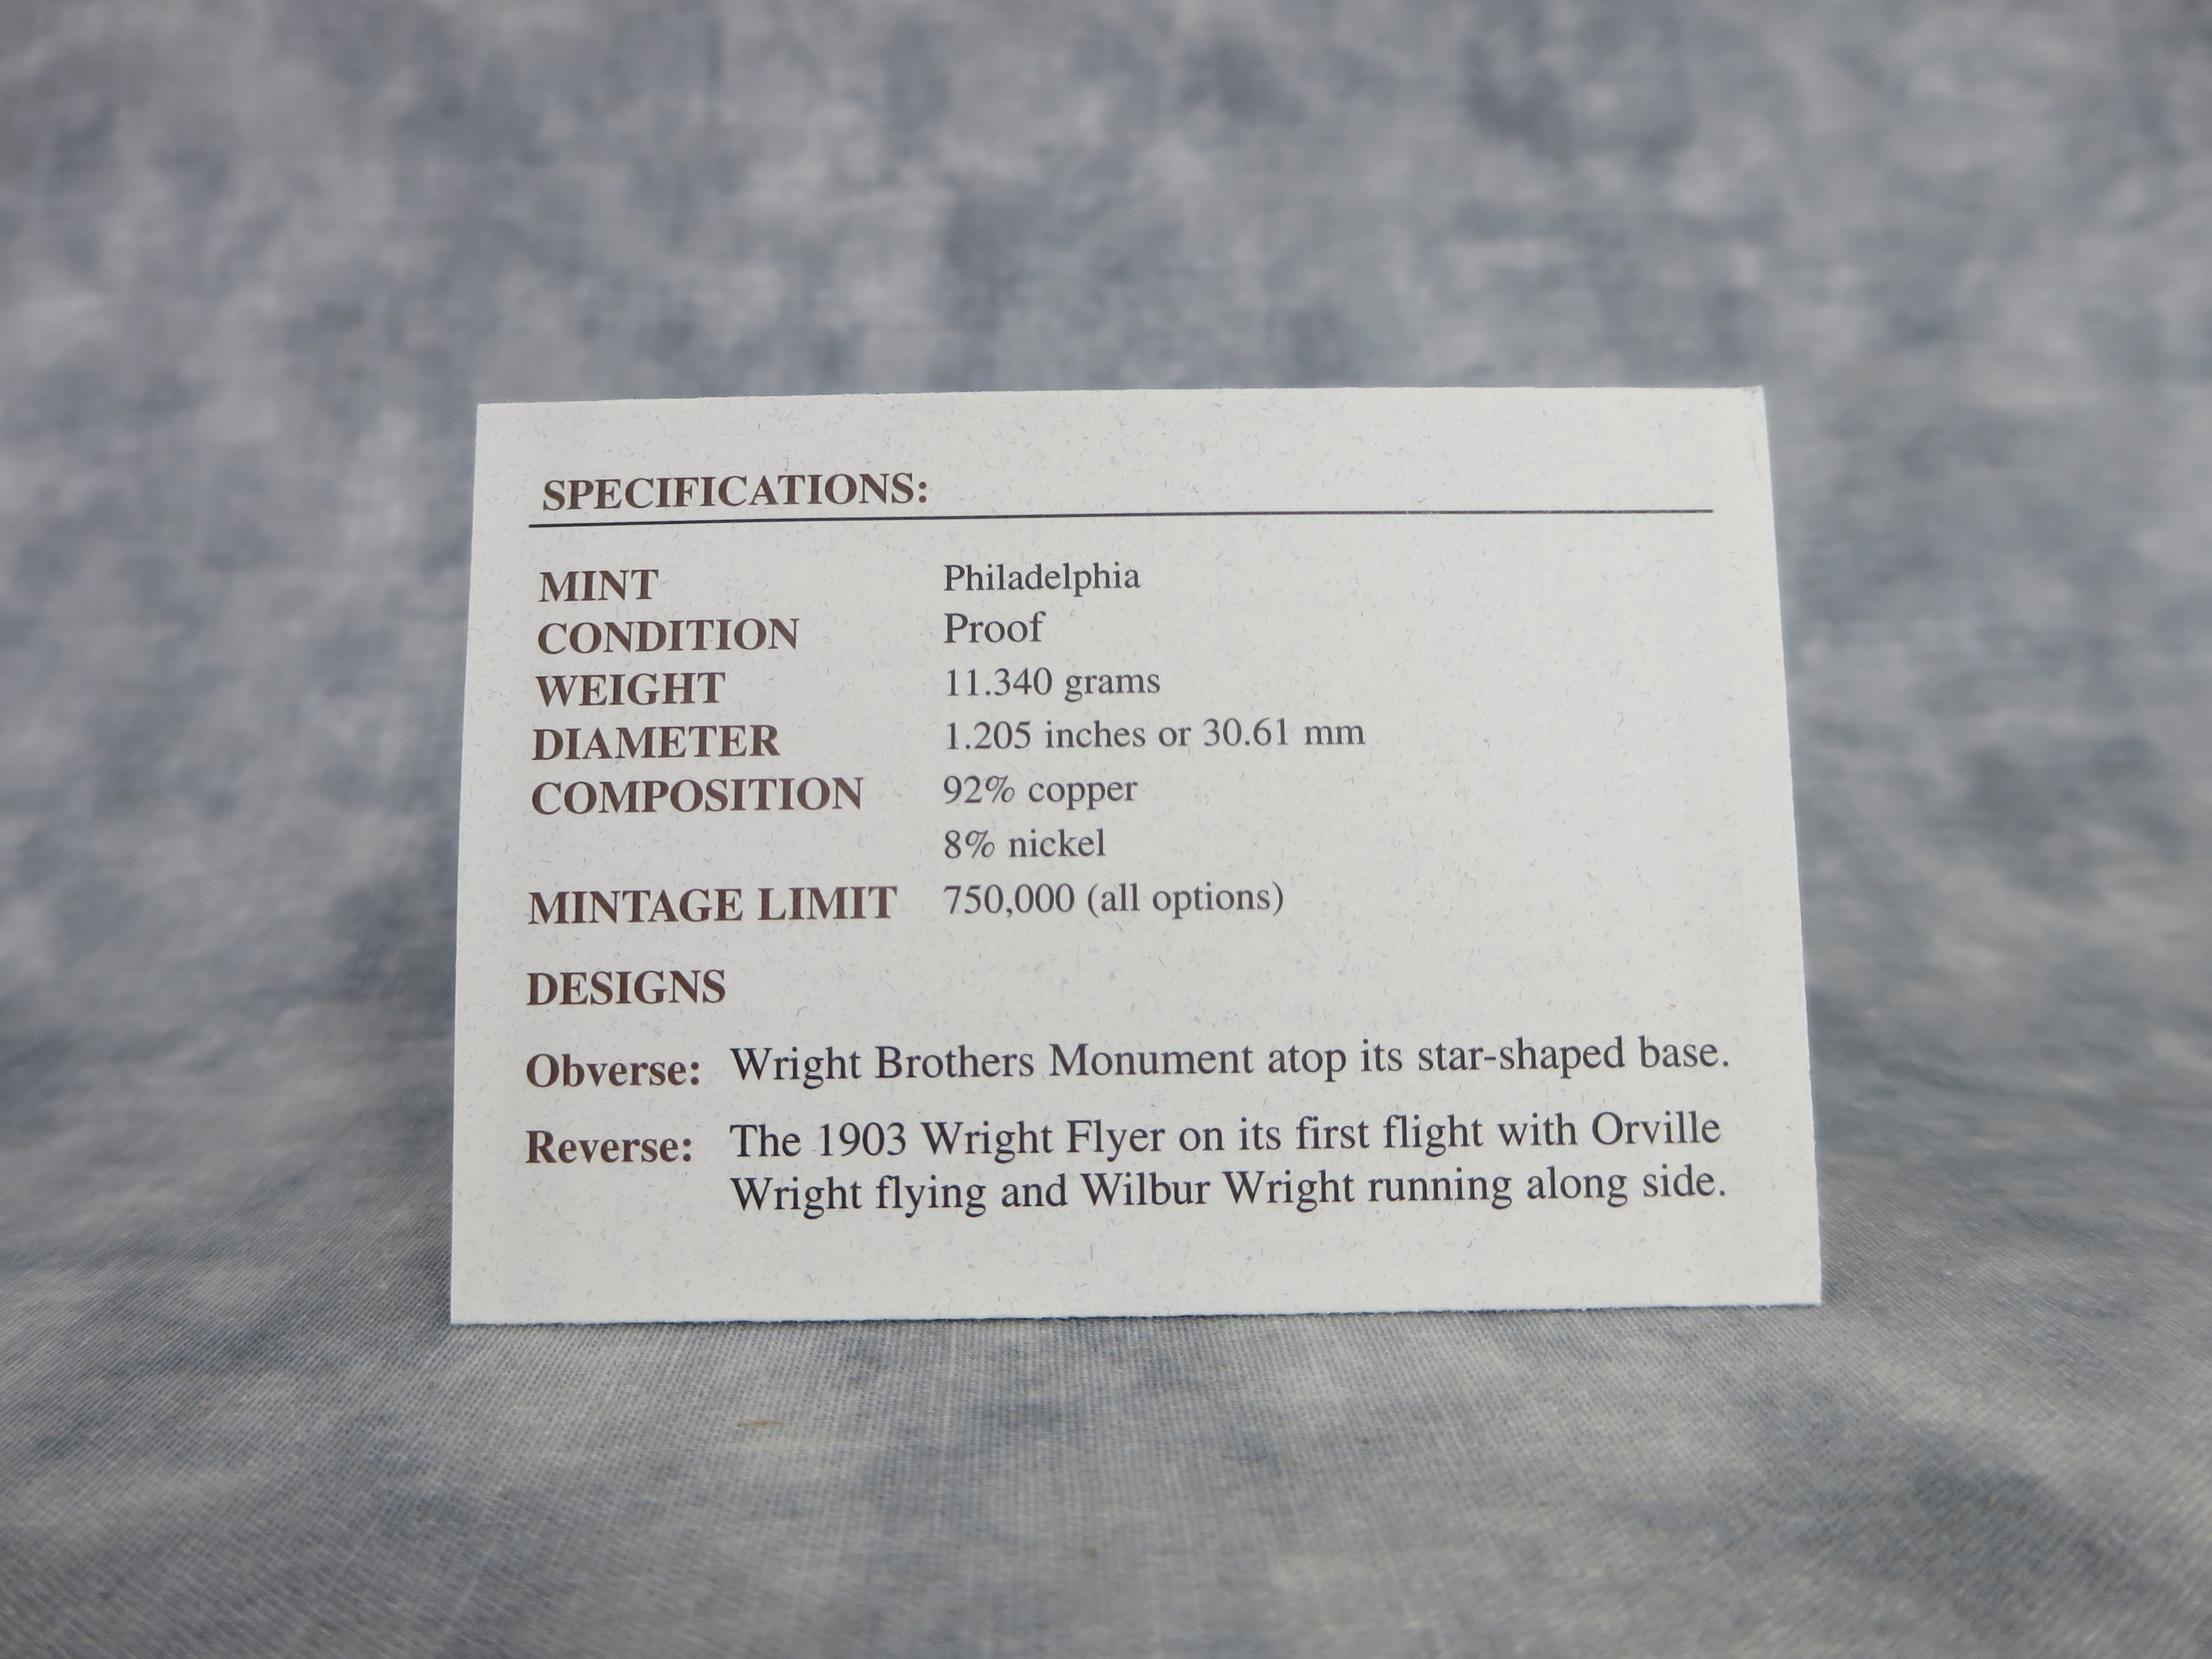 SPECIFICATIONS:
MINT Philadelphia
CONDITION Proof
WEIGHT 11.340 grams
DIAMETER 1.205 inches or 30.61 mm
COMPOSITION 92% copper
8% nickel
MINTAGE LIMIT 750,000 (all options)
DESIGNS
Obverse: Wright Brothers Monument atop its star-shaped base.
Reverse: The 1903 Wright Flyer on its first flight with Orville
Wright flying and Wilbur Wright running along side.